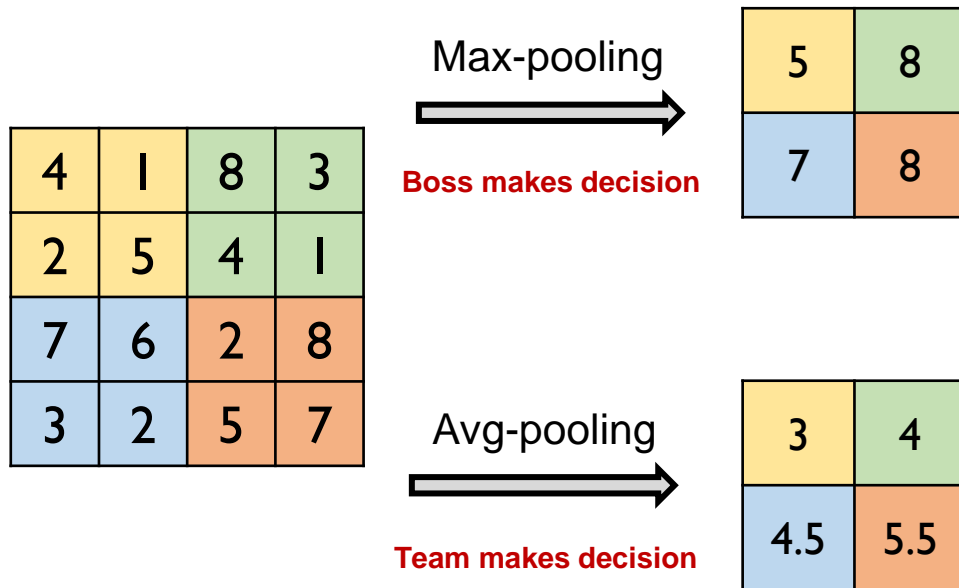 Max-pooling
Boss makes decision
5 8
7 8
4 1 8 3
2 5 4 1
7 6 2 8
3 2 5 7
Avg-pooling
Team makes decision
3 4
4.5 5.5